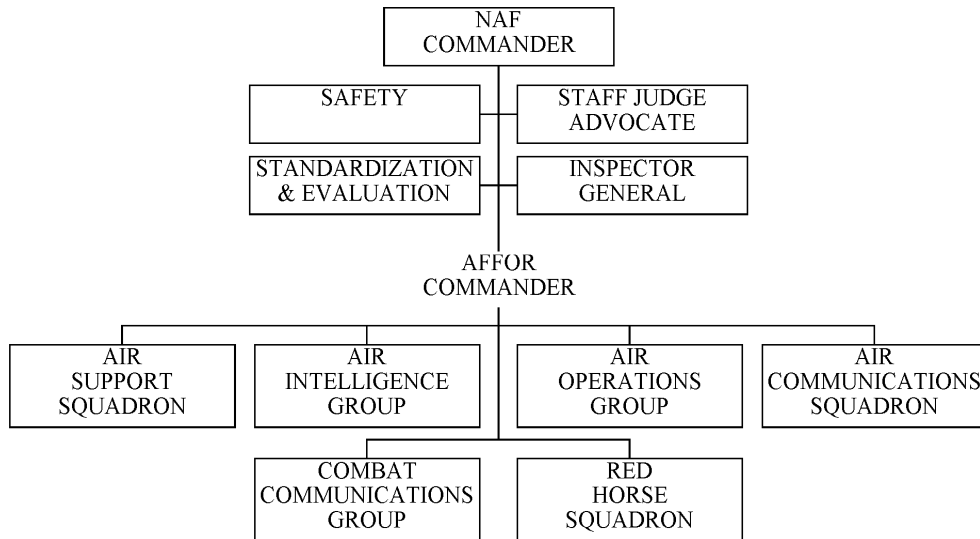 NAF
COMMANDER
SAFETY
STAFF JUDGE
ADVOCATE
STANDARDIZATION
& EVALUATION
INSPECTOR
GENERAL
AFFOR
COMMANDER
AIR
SUPPORT
SQUADRON
AIR
INTELLIGENCE
GROUP
AIR
OPERATIONS
GROUP
AIR
COMMUNICATIONS
SQUADRON
COMBAT
COMMUNICATIONS
GROUP
RED
HORSE
SQUADRON